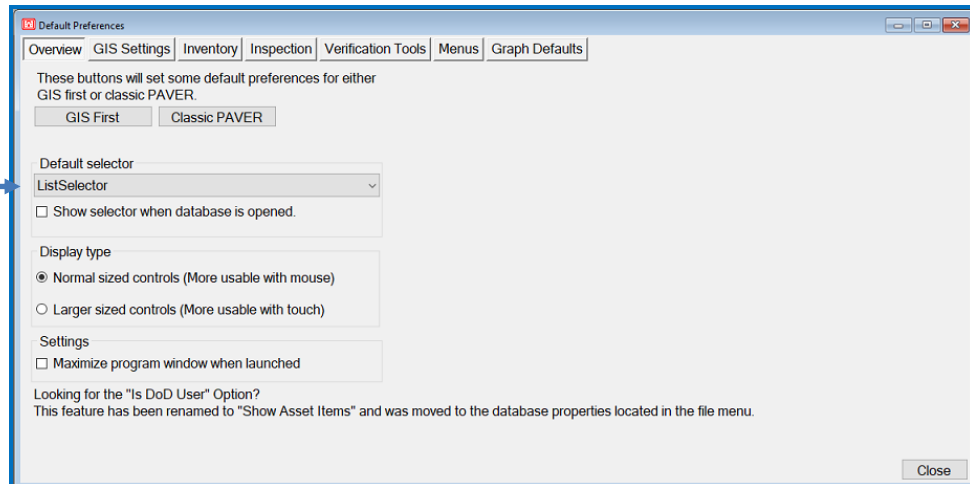 Default Preferences
Overview GIS Settings Inventory Inspection Verification Tools Menus Graph Defaults
These buttons will set some default preferences for either
GIS first or classic PAVER.
GIS First Classic PAVER
Default selector
ListSelector
Show selector when database is opened.
Display type
Normal sized controls (More usable with mouse)
Larger sized controls (More usable with touch)
Settings
Maximize program window when launched
Looking for the "Is DoD User" Option?
This feature has been renamed to "Show Asset Items" and was moved to the database properties located in the file menu.
Close